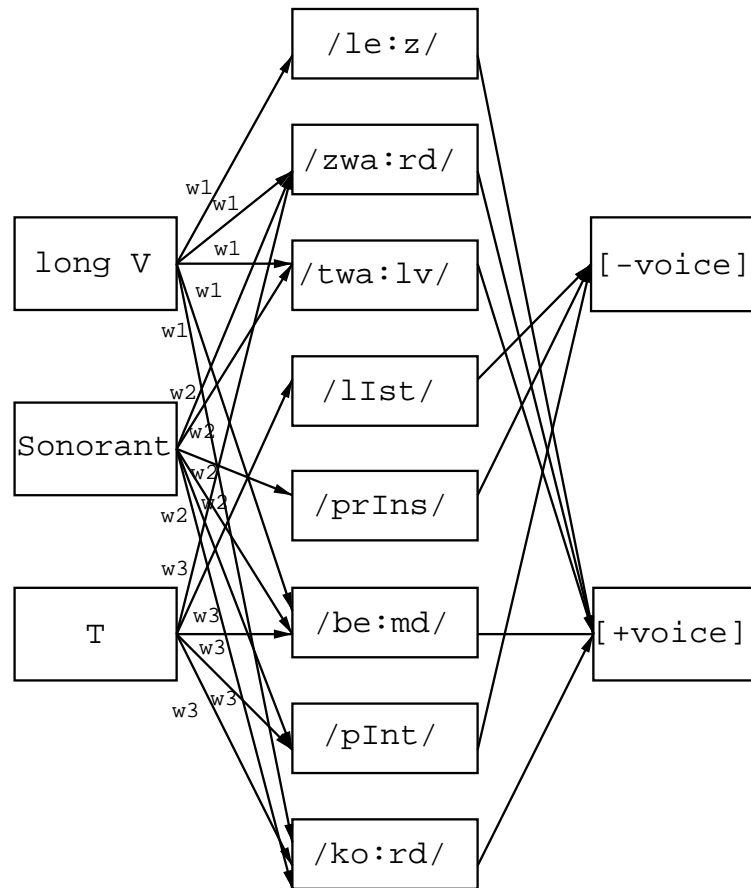 /le:z/
/zwa:rd/
w1
w1
long V
w1
/twa:lv/
[-voice]
w1
w1
/lIst/
w2
Sonorant
w2
w2
/prIns/
w2
w2
w3
T
w3
/be:md/
[+voice]
w3
w3
w3
/pInt/
/ko:rd/